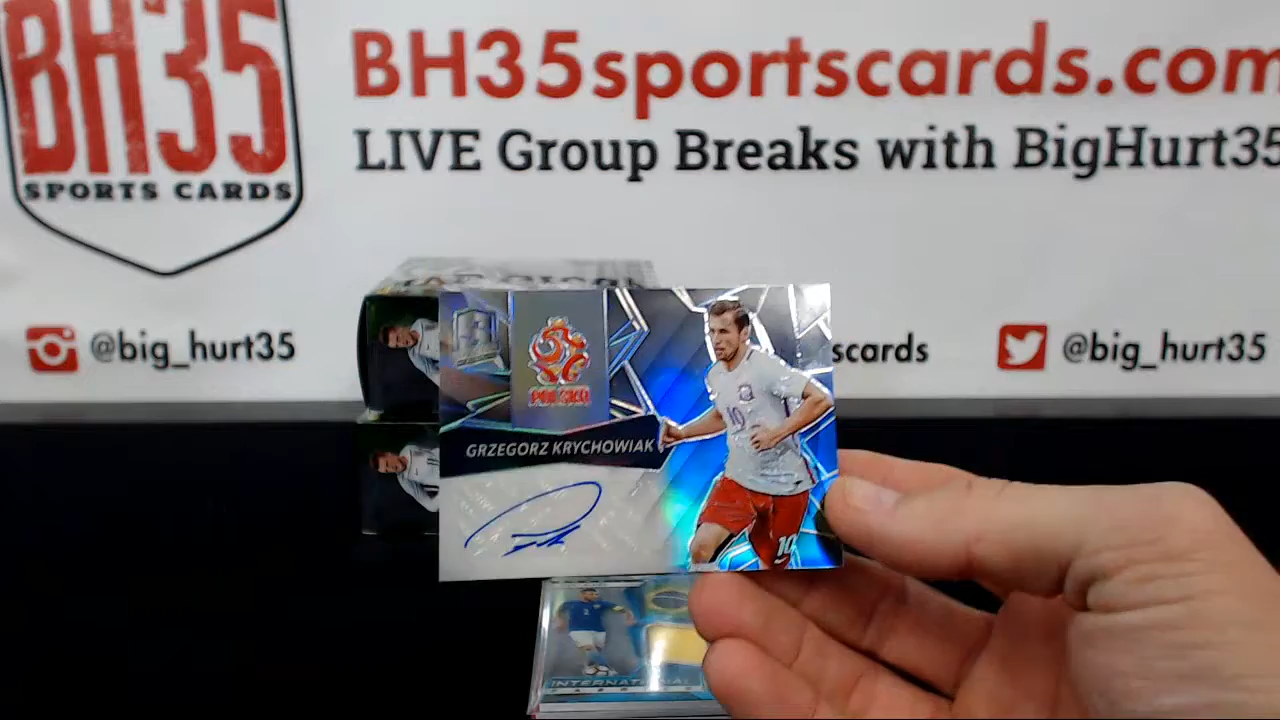 BH35
SPORTS CARDS
BH35sportscards.com
LIVE Group Breaks with BigHurt35
@big_hurt35
scards
@big_hurt35
POLSKA
GRZEGORZ KRYCHOWIAK
10
10
2
INTERNATIONAL